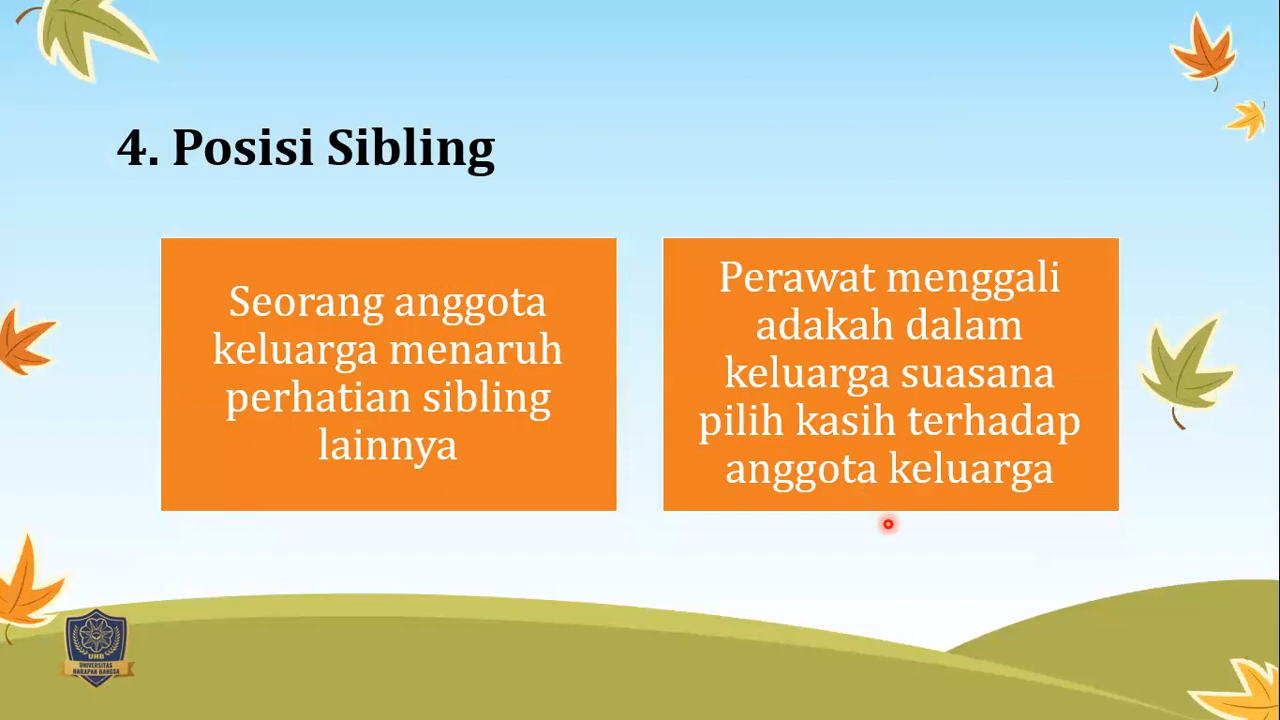 4. Posisi Sibling
Seorang anggota
keluarga menaruh
perhatian sibling
lainnya
Perawat menggali
adakah dalam
keluarga suasana
pilih kasih terhadap
anggota keluarga
UHB
UNIVERSITAS
HARAPAN BANGSA